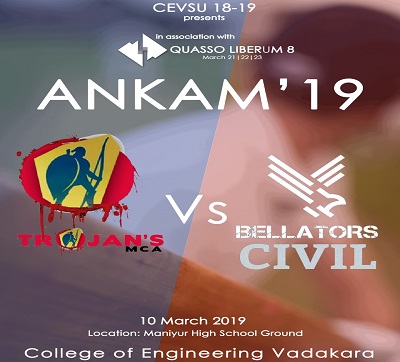 CEVSU 18-19
presents
in association with
QUASSO LIBERUM 8
March 21|22|23
ANKAM'19
TROJAN'S
MCA
Vs
BELLATORS
CIVIL
10 March 2019
Location: Maniyur High School Ground
College of Engineering Vadakara